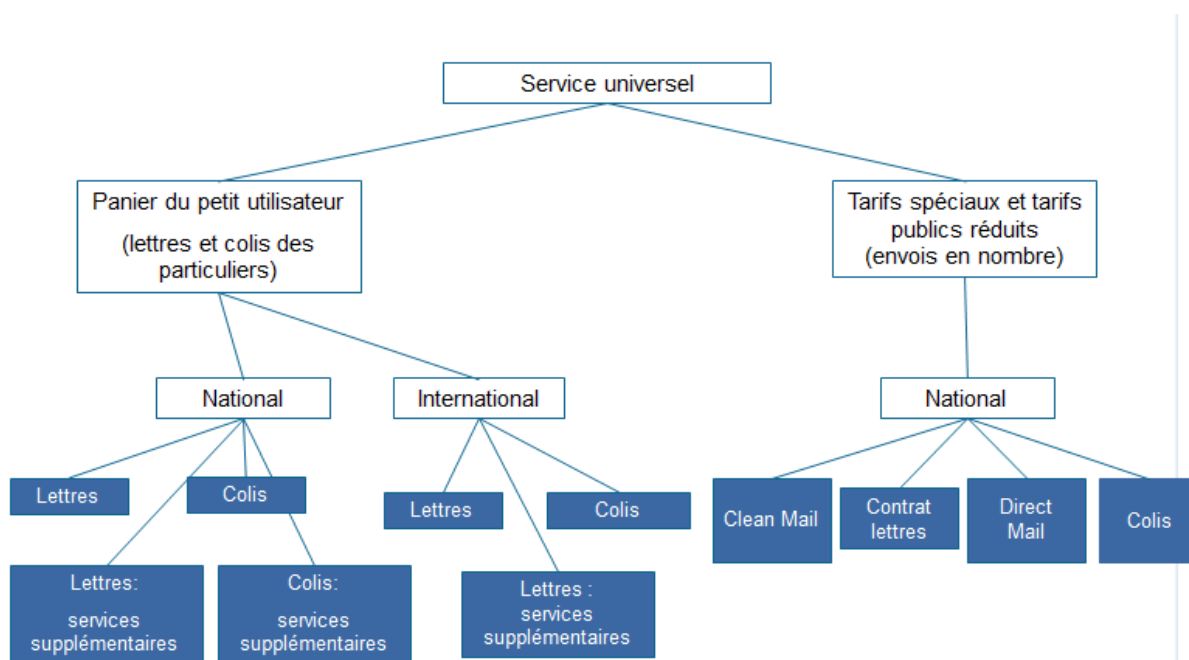 Service universel
Panier du petit utilisateur
(lettres et colis des
particuliers)
Tarifs spéciaux et tarifs
publics réduits
(envois en nombre)
National
International
National
Lettres
Colis
Lettres
Colis
Clean Mail
Contrat
lettres
Direct
Mail
Colis
Lettres:
services
supplémentaires
Colis:
services
supplémentaires
Lettres :
services
supplémentaires